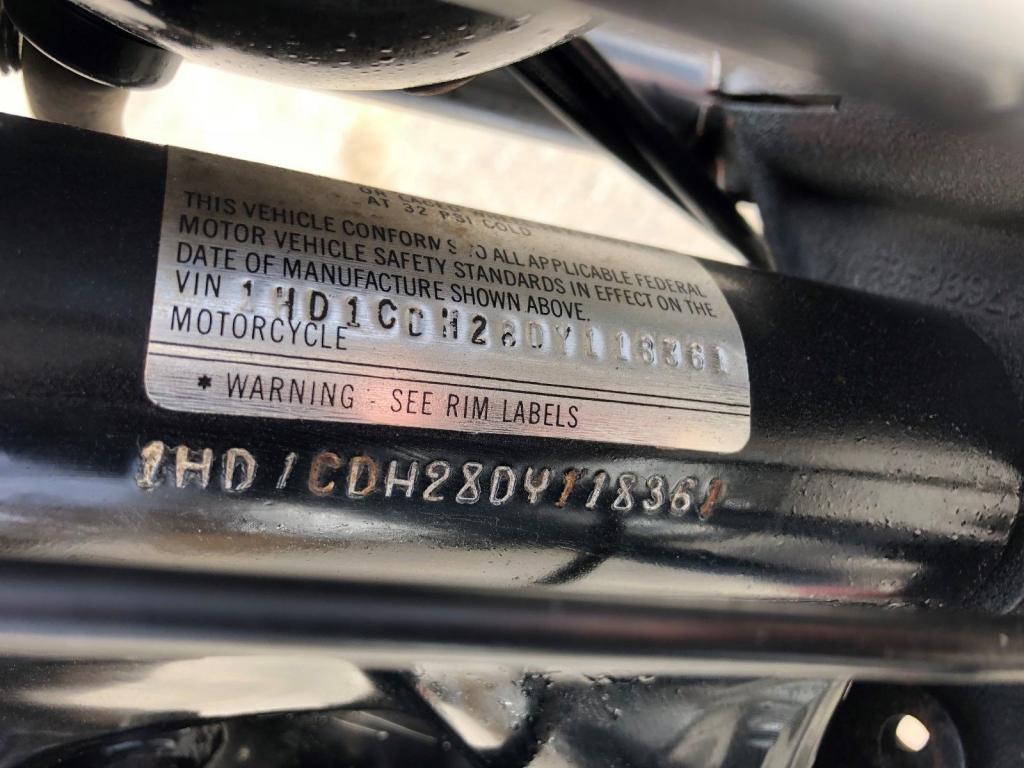 AT 32 PSI COLD
THIS VEHICLE CONFORMS TO ALL APPLICABLE FEDERAL
MOTOR VEHICLE SAFETY STANDARDS IN EFFECT ON THE
DATE OF MANUFACTURE SHOWN ABOVE.
VIN 1HD1CDH28DY118361
MOTORCYCLE
* WARNING - SEE RIM LABELS
1HD1CDH28DY118361